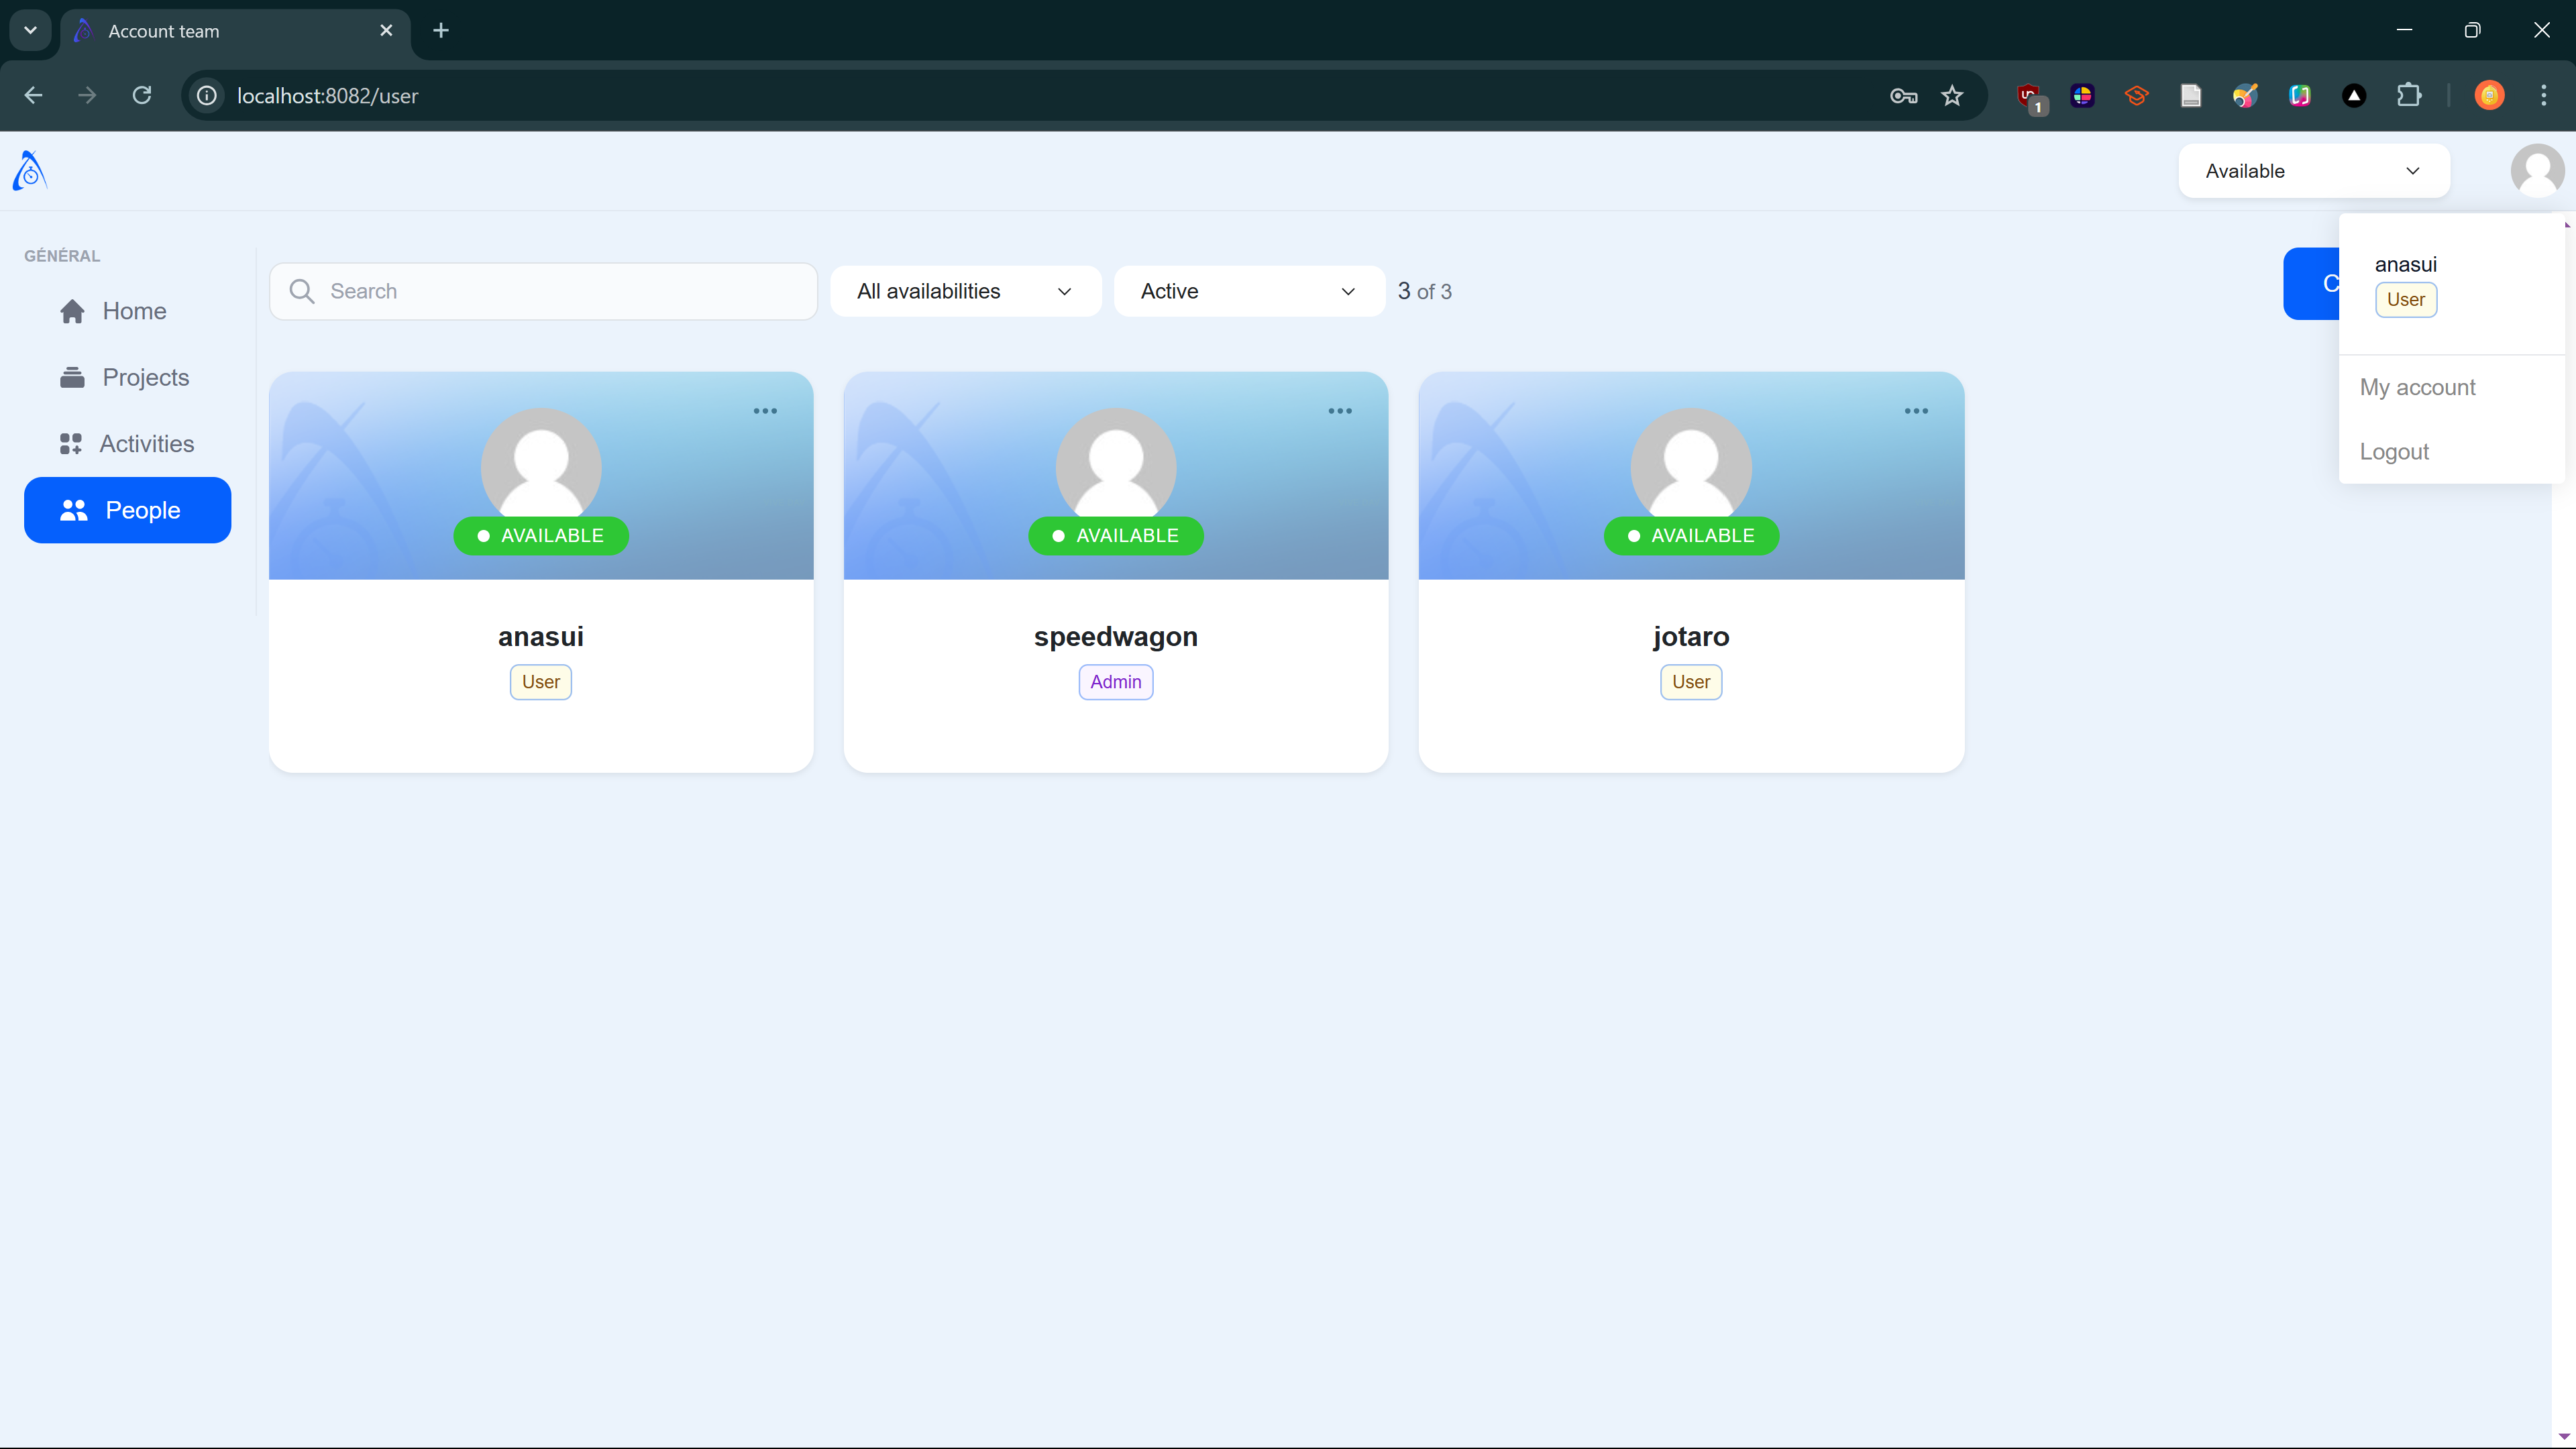 Account team
localhost:8082/user
1
Available
anasui
User
My account
Logout
GÉNÉRAL
Home
Projects
Activities
People
Search
All availabilities
Active
3 of 3
C
AVAILABLE
anasui
User
AVAILABLE
speedwagon
Admin
AVAILABLE
jotaro
User